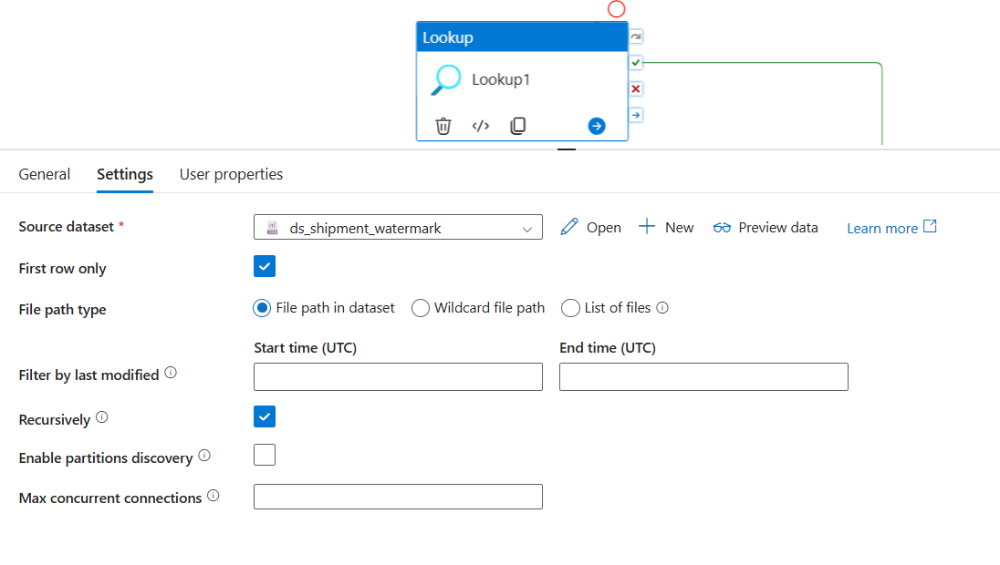 Lookup
Lookup1
General Settings User properties
Source dataset * ds_shipment_watermark Open New Preview data Learn more
First row only
File path type File path in dataset Wildcard file path List of files
Start time (UTC) End time (UTC)
Filter by last modified
Recursively
Enable partitions discovery
Max concurrent connections